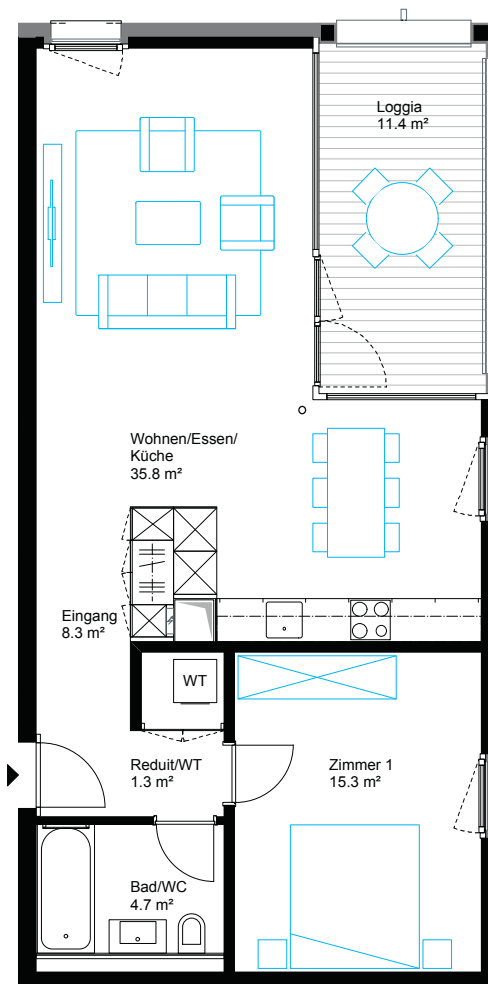 Loggia
11.4 m²
Wohnen/Essen/
Küche
35.8 m²
Eingang
8.3 m²
WT
Reduit/WT
1.3 m²
Zimmer 1
15.3 m²
Bad/WC
4.7 m²